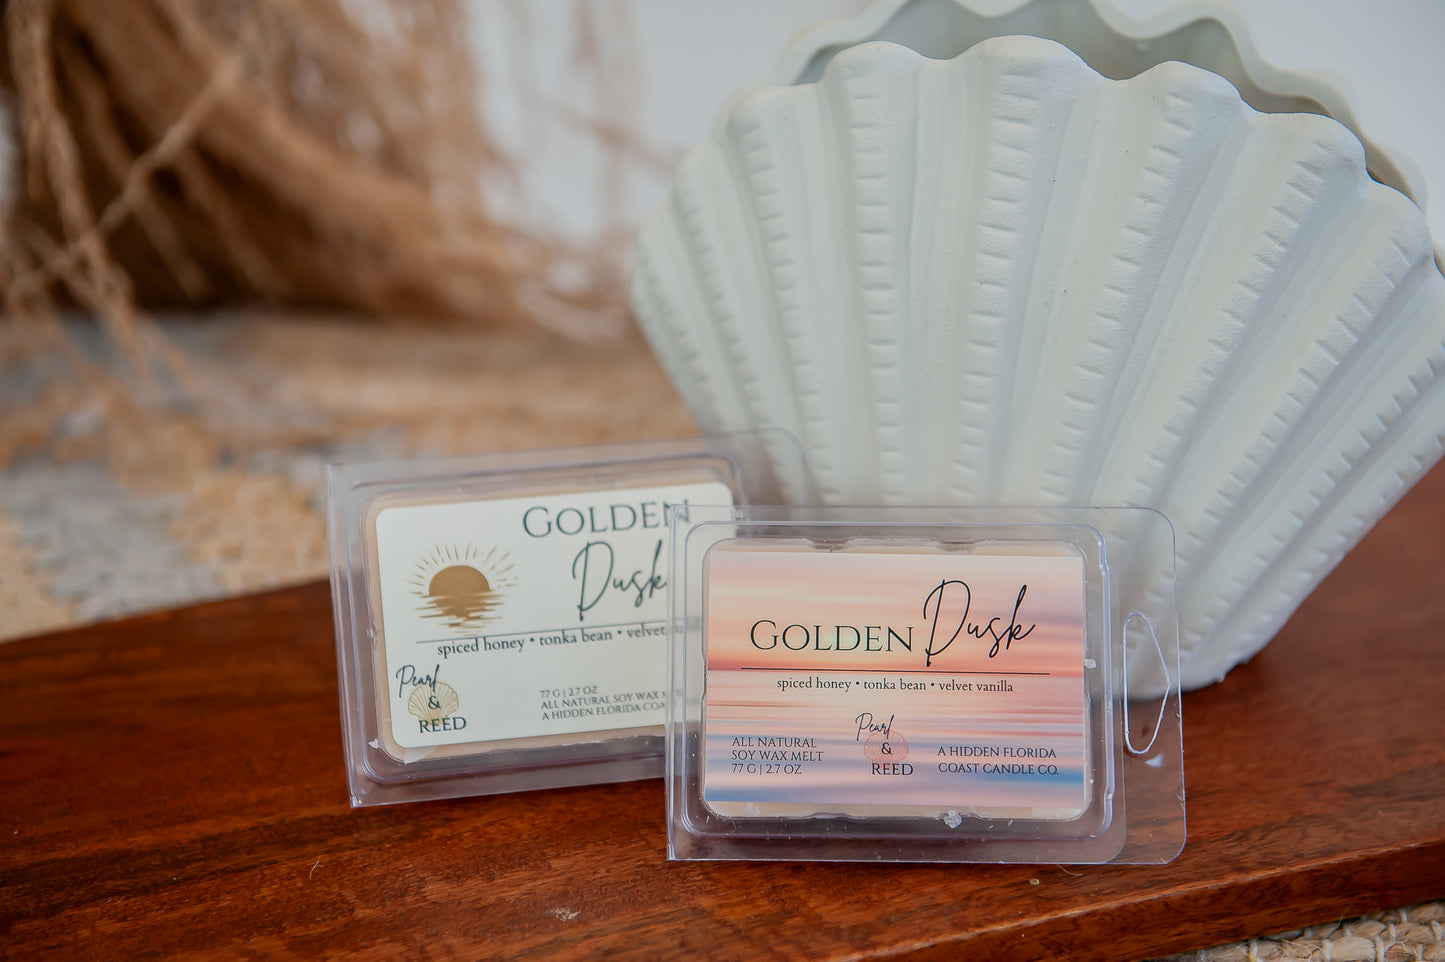 GOLDEN
Dusk
spiced honey • tonka bean • velvet
Pearl
&
REED
77 G | 2.7 OZ
ALL NATURAL SOY WAX
A HIDDEN FLORIDA
GOLDEN Dusk
spiced honey • tonka bean • velvet vanilla
ALL NATURAL
SOY WAX MELT
77 G | 2.7 OZ
Pearl
&
REED
A HIDDEN FLORIDA
COAST CANDLE CO.